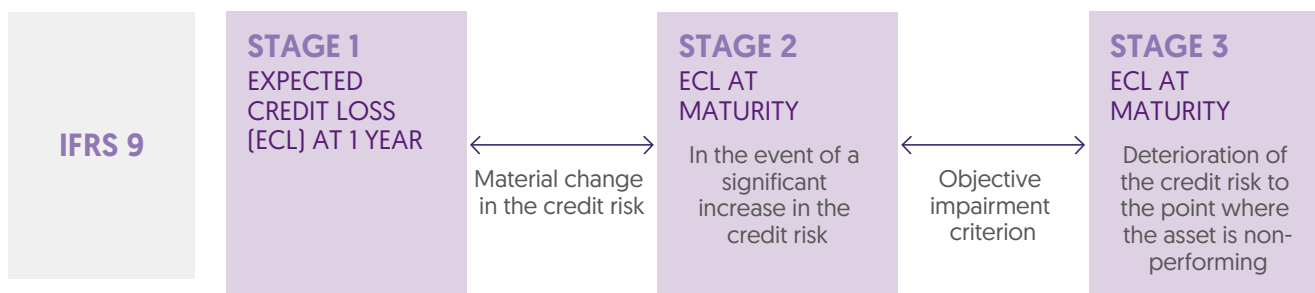 IFRS 9
STAGE 1
EXPECTED
CREDIT LOSS
(ECL) AT 1 YEAR
Material change
in the credit risk
STAGE 2
ECL AT
MATURITY
In the event of a
significant
increase in the
credit risk
Objective
impairment
criterion
STAGE 3
ECL AT
MATURITY
Deterioration of
the credit risk to
the point where
the asset is non-
performing